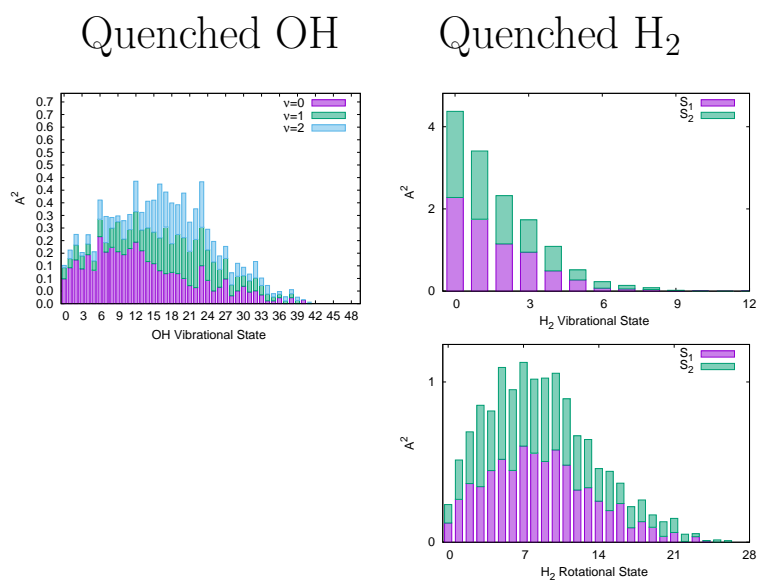 Quenched OH
Quenched H₂
0.7
0.7
0.6
0.6
0.5
0.5
0.4
0.4
0.3
0.3
0.2
0.2
0.1
0.1
0.0
0.0
A²
ν=0
ν=1
ν=2
0 3 6 9 12 15 18 21 24 27 30 33 36 39 42 45 48
OH Vibrational State
4
2
0
A²
S₁
S₂
0 3 6 9 12
H₂ Vibrational State
1
0
A²
S₁
S₂
0 7 14 21 28
H₂ Rotational State